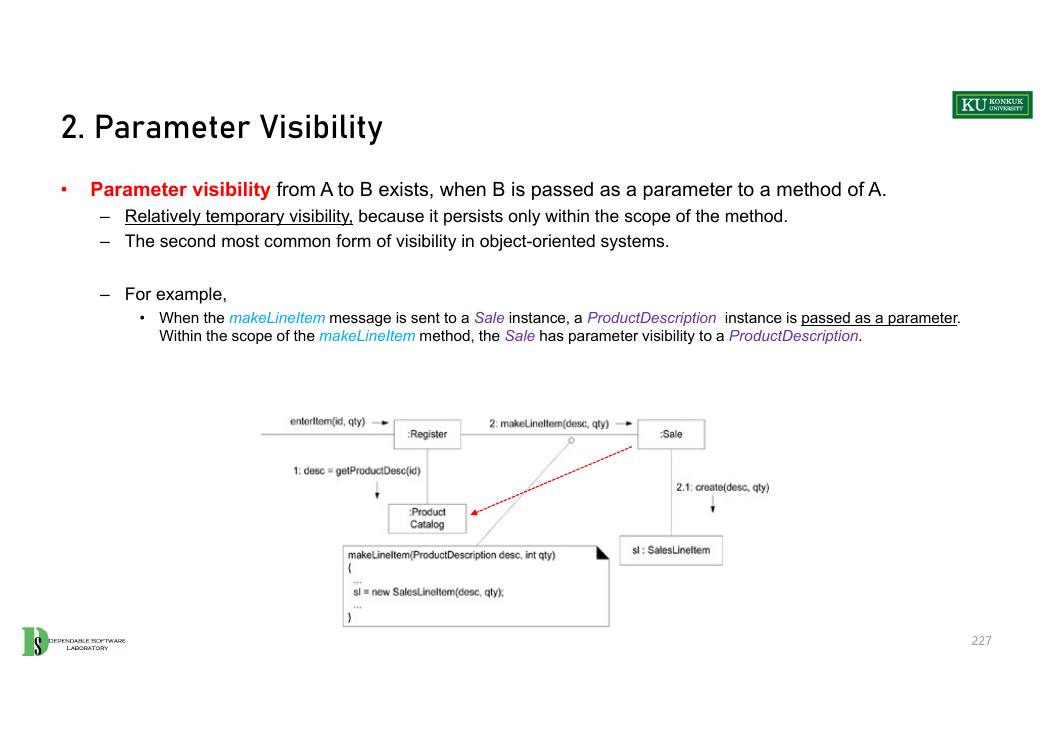 KU KONKUK UNIVERSITY
2. Parameter Visibility
• Parameter visibility from A to B exists, when B is passed as a parameter to a method of A.
– Relatively temporary visibility, because it persists only within the scope of the method.
– The second most common form of visibility in object-oriented systems.
– For example,
• When the makeLineItem message is sent to a Sale instance, a ProductDescription instance is passed as a parameter.
Within the scope of the makeLineItem method, the Sale has parameter visibility to a ProductDescription.
enterItem(id, qty)
:Register
2: makeLineItem(desc, qty)
:Sale
1: desc = getProductDesc(id)
2.1: create(desc, qty)
:Product
Catalog
sl : SalesLineItem
makeLineItem(ProductDescription desc, int qty)
{
...
sl = new SalesLineItem(desc, qty);
...
}
DS DEPENDABLE SOFTWARE
LABORATORY
227